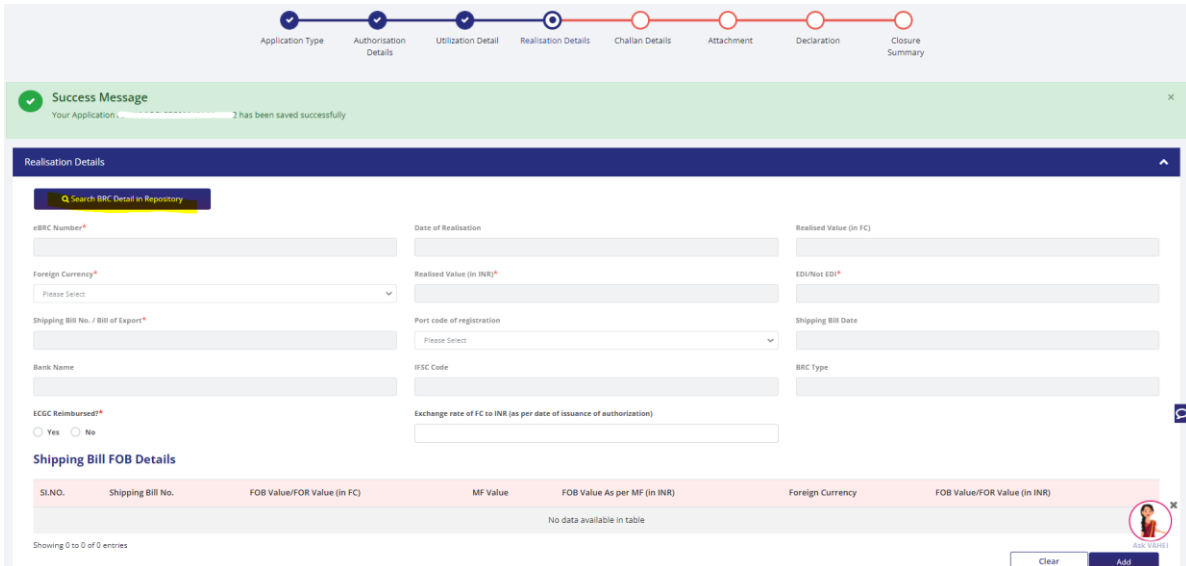 Application Type
Authorisation Details
Utilization Detail
Realisation Details
Challan Details
Attachment
Declaration
Closure Summary
Success Message
×
Your Application 2 has been saved successfully
Realisation Details
Search BRC Detail in Repository
eBRC Number* Date of Realisation Realised Value (in FC)
Foreign Currency* Realised Value (in INR)* EDI/Not EDI*
Please Select
Shipping Bill No. / Bill of Export* Port code of registration Shipping Bill Date
Please Select
Bank Name IFSC Code BRC Type
ECGC Reimbursed?* Exchange rate of FC to INR (as per date of issuance of authorization)
Yes No
Shipping Bill FOB Details
SI.NO. Shipping Bill No. FOB Value/FOR Value (in FC) MF Value FOB Value As per MF (in INR) Foreign Currency FOB Value/FOR Value (in INR)
No data available in table
Showing 0 to 0 of 0 entries
Ask VAHEI
Clear Add